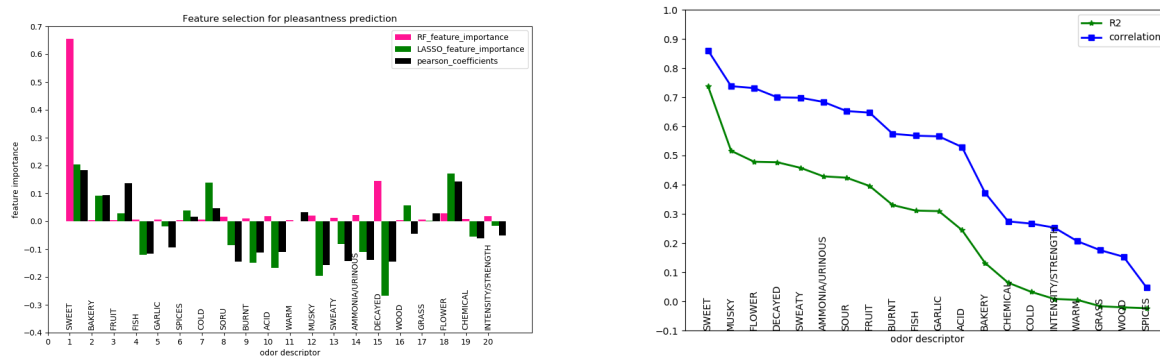 Feature selection for pleasantness prediction
RF_feature_importance
LASSO_feature_importance
pearson_coefficients
feature importance
0.7
0.6
0.5
0.4
0.3
0.2
0.1
0.0
−0.1
−0.2
−0.3
−0.4
SWEET
BAKERY
FRUIT
FISH
GARLIC
SPICES
COLD
SORU
BURNT
ACID
WARM
MUSKY
SWEATY
AMMONIA/URINOUS
DECAYED
WOOD
GRASS
FLOWER
CHEMICAL
INTENSITY/STRENGTH
0 1 2 3 4 5 6 7 8 9 10 11 12 13 14 15 16 17 18 19 20
odor descriptor
R2
correlation
1.0
0.9
0.8
0.7
0.6
0.5
0.4
0.3
0.2
0.1
0.0
−0.1
SWEET
MUSKY
FLOWER
DECAYED
SWEATY
AMMONIA/URINOUS
SOUR
FRUIT
BURNT
FISH
GARLIC
ACID
BAKERY
CHEMICAL
COLD
INTENSITY/STRENGTH
WARM
GRASS
WOOD
SPICES
odor descriptor